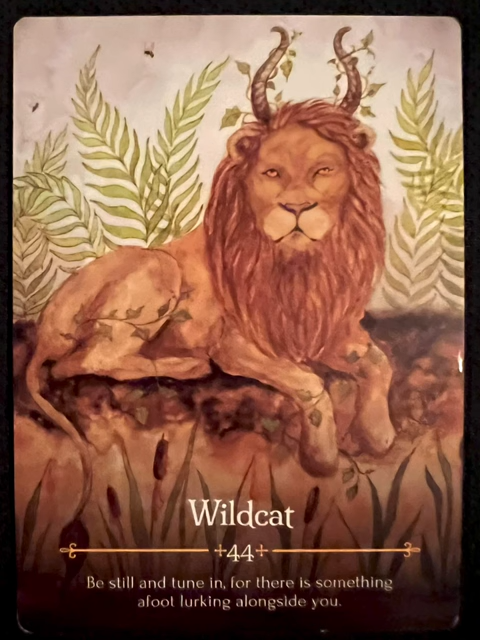 Wildcat
44
Be still and tune in, for there is something
afoot lurking alongside you.